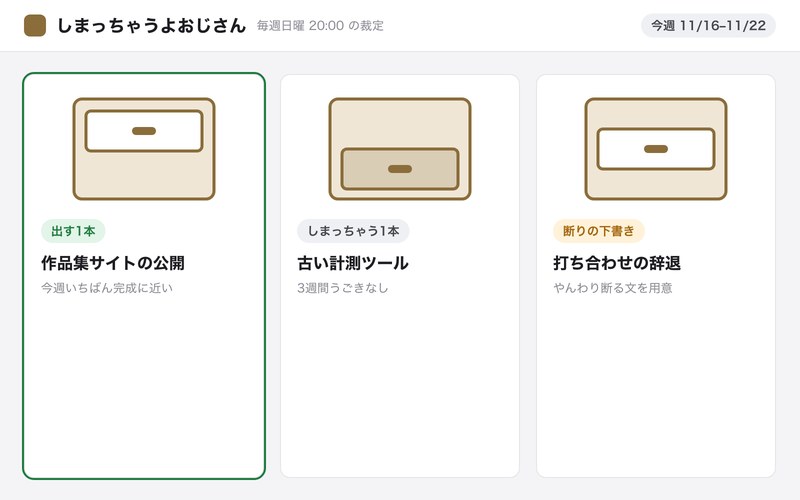 しまっちゃうよおじさん 毎週日曜 20:00 の裁定
今週 11/16–11/22
出す1本
作品集サイトの公開
今週いちばん完成に近い
しまっちゃう1本
古い計測ツール
3週間うごきなし
断りの下書き
打ち合わせの辞退
やんわり断る文を用意